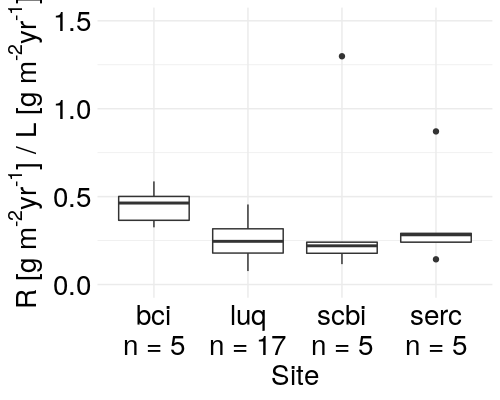 R [g m-2yr-1] / L [g m-2yr-1]
1.5
1.0
0.5
0.0
bci luq scbi serc
n = 5 n = 17 n = 5 n = 5
Site